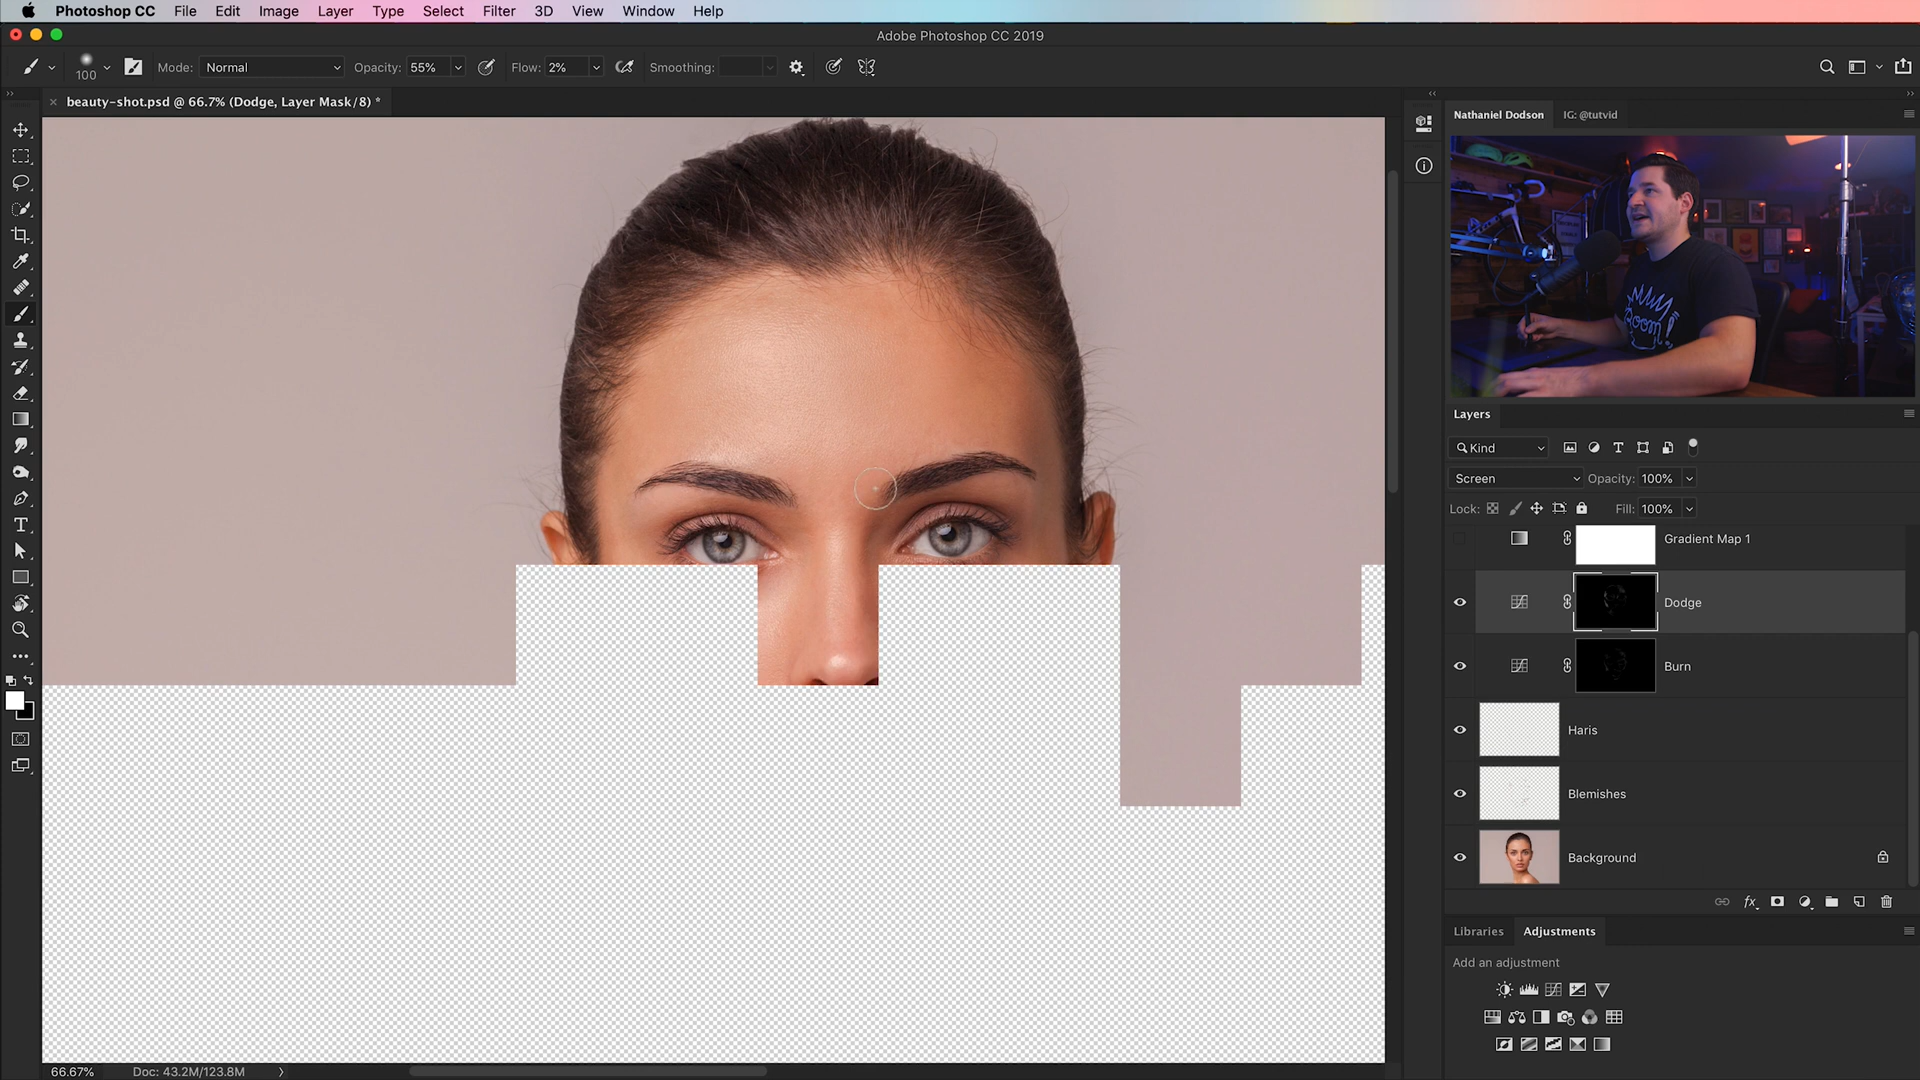 Photoshop CC File Edit Image Layer Type Select Filter 3D View Window Help
Adobe Photoshop CC 2019
100 Mode: Normal Opacity: 55% Flow: 2% Smoothing:
beauty-shot.psd @ 66.7% (Dodge, Layer Mask/8) *
Nathaniel Dodson IG: @tutvid
Boom!
Layers
Kind
Screen Opacity: 100%
Lock: Fill: 100%
Gradient Map 1
Dodge
Burn
Haris
Blemishes
Background
fx
Libraries Adjustments
Add an adjustment
66.67% Doc: 43.2M/123.8M